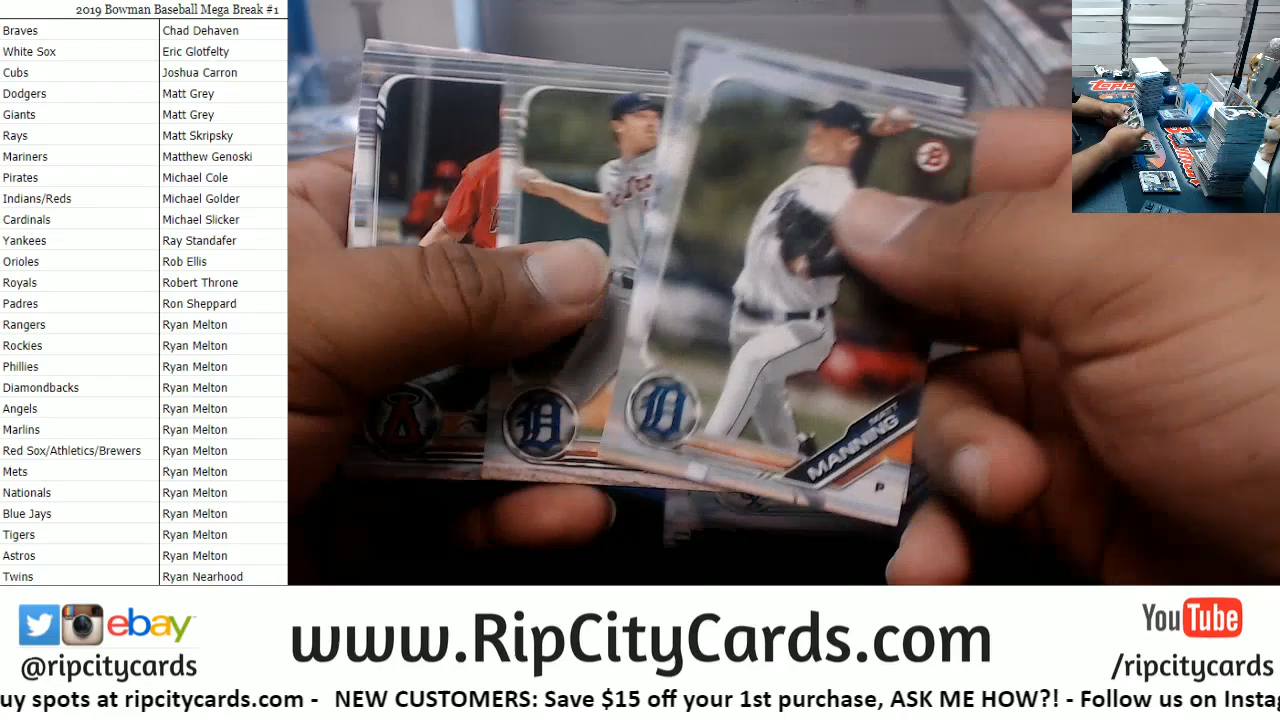 2019 Bowman Baseball Mega Break #1
Braves Chad Dehaven
White Sox Eric Glotfelty
Cubs Joshua Carron
Dodgers Matt Grey
Giants Matt Grey
Rays Matt Skripsky
Mariners Matthew Genoski
Pirates Michael Cole
Indians/Reds Michael Golder
Cardinals Michael Slicker
Yankees Ray Standafer
Orioles Rob Ellis
Royals Robert Throne
Padres Ron Sheppard
Rangers Ryan Melton
Rockies Ryan Melton
Phillies Ryan Melton
Diamondbacks Ryan Melton
Angels Ryan Melton
Marlins Ryan Melton
Red Sox/Athletics/Brewers Ryan Melton
Mets Ryan Melton
Nationals Ryan Melton
Blue Jays Ryan Melton
Tigers Ryan Melton
Astros Ryan Melton
Twins Ryan Nearhood
MATT
MANNING
P
Topps
ebay
@ripcitycards
www.RipCityCards.com
YouTube
/ripcitycards
buy spots at ripcitycards.com - NEW CUSTOMERS: Save $15 off your 1st purchase, ASK ME HOW?! - Follow us on Insta